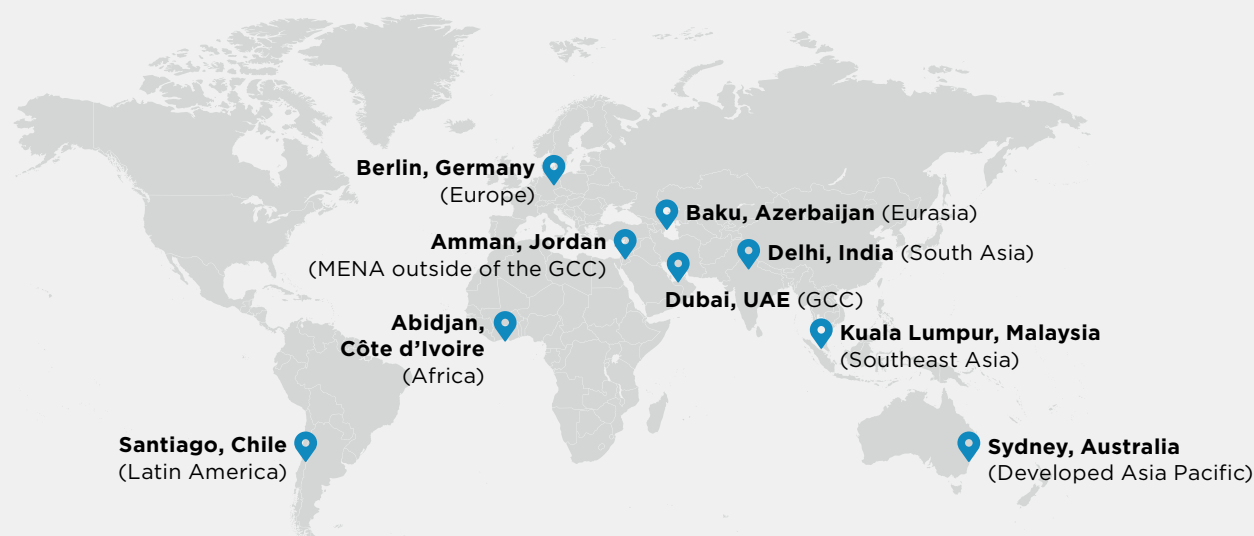 Berlin, Germany
(Europe)
Baku, Azerbaijan (Eurasia)
Amman, Jordan
(MENA outside of the GCC)
Delhi, India (South Asia)
Dubai, UAE (GCC)
Abidjan,
Côte d’Ivoire
(Africa)
Kuala Lumpur, Malaysia
(Southeast Asia)
Santiago, Chile
(Latin America)
Sydney, Australia
(Developed Asia Pacific)